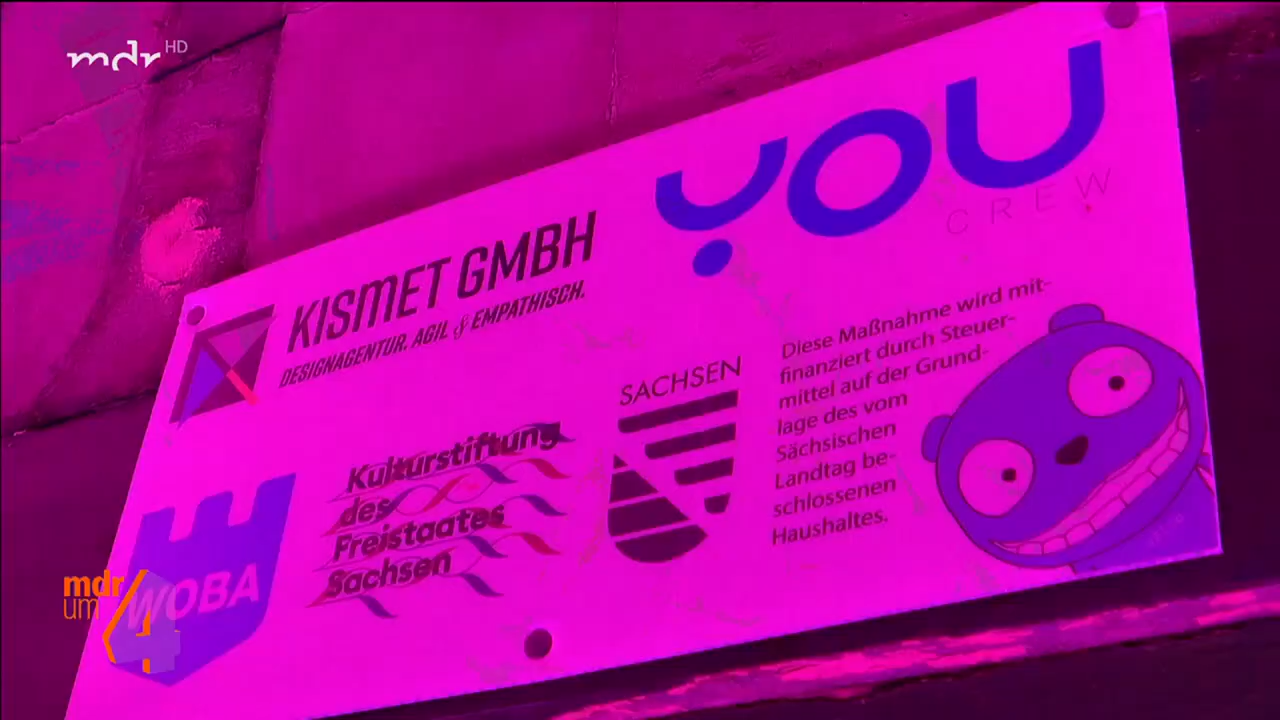 mdr HD
YOU
CREW
KISMET GMBH
DESIGNAGENTUR. AGIL & EMPATHISCH.
SACHSEN
Diese Maßnahme wird mit-
finanziert durch Steuer-
mittel auf der Grund-
lage des vom
Sächsischen
Landtag be-
schlossenen
Haushaltes.
Kulturstiftung
des
Freistaates
Sachsen
WOBA
mdr
um 4